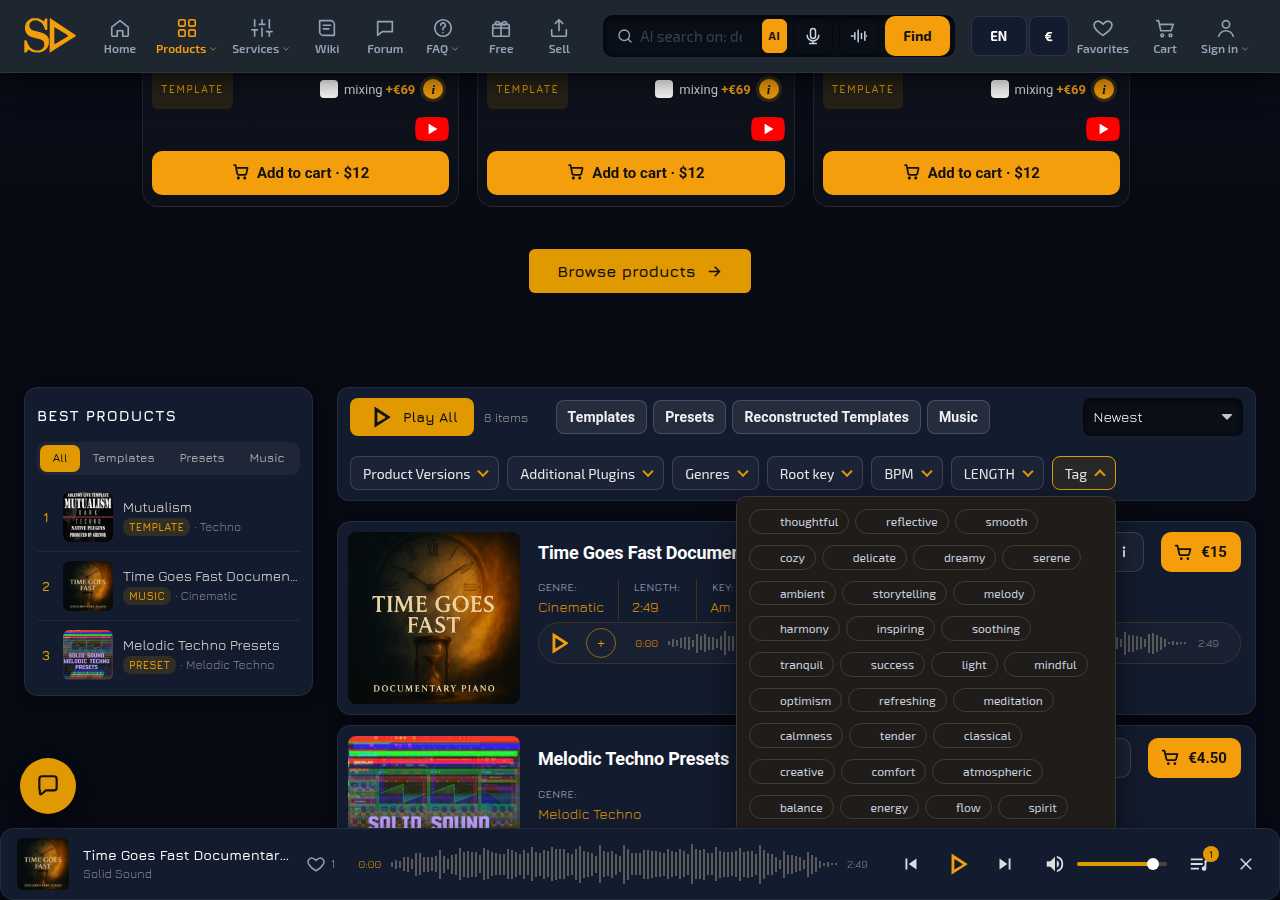 Home
Products
Services
Wiki
Forum
FAQ
Free
Sell
AI search on: de
AI
Find
EN
€
Favorites
Cart
Sign in
TEMPLATE
mixing +€69
i
TEMPLATE
mixing +€69
i
TEMPLATE
mixing +€69
i
Add to cart · $12
Add to cart · $12
Add to cart · $12
Browse products
BEST PRODUCTS
All
Templates
Presets
Music
1
Mutualism
TEMPLATE · Techno
2
Time Goes Fast Documen...
MUSIC · Cinematic
3
Melodic Techno Presets
PRESET · Melodic Techno
Play All
8 items
Templates
Presets
Reconstructed Templates
Music
Newest
Product Versions
Additional Plugins
Genres
Root key
BPM
LENGTH
Tag
thoughtful
reflective
smooth
cozy
delicate
dreamy
serene
ambient
storytelling
melody
harmony
inspiring
soothing
tranquil
success
light
mindful
optimism
refreshing
meditation
calmness
tender
classical
creative
comfort
atmospheric
balance
energy
flow
spirit
TIME GOES
FAST
DOCUMENTARY PIANO
Time Goes Fast Documen
GENRE:
Cinematic
LENGTH:
2:49
KEY:
Am
+
0:00
2:49
i
€15
SOLID SOUND
Melodic Techno Presets
GENRE:
Melodic Techno
€4.50
TIME GOES
FAST
Time Goes Fast Documentar...
Solid Sound
1
0:00
2:49
1